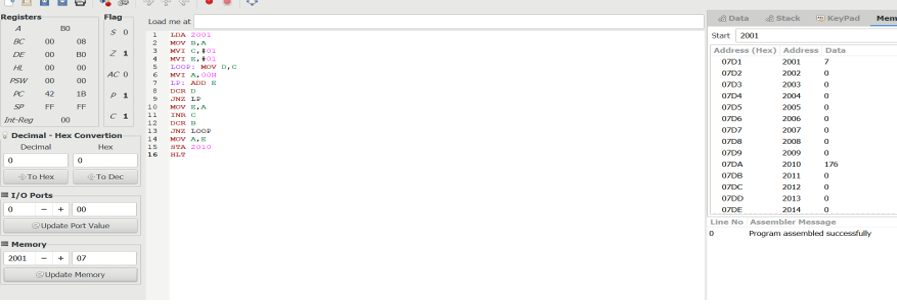 Registers
A B0
BC 00 08
DE 00 B0
HL 00 00
PSW 00 00
PC 42 1B
SP FF FF
Int-Reg 00
Flag
S 0
Z 1
AC 0
P 1
C 1
Decimal - Hex Convertion
Decimal Hex
0 0
To Hex To Dec
I/O Ports
0 - + 00
Update Port Value
Memory
2001 - + 07
Update Memory
Load me at
1 LDA 2001
2 MOV B,A
3 MVI C,#01
4 MVI E,#01
5 LOOP: MOV D,C
6 MVI A,00H
7 LP: ADD E
8 DCR D
9 JNZ LP
10 MOV E,A
11 INR C
12 DCR B
13 JNZ LOOP
14 MOV A,E
15 STA 2010
16 HLT
Data Stack KeyPad Mem
Start 2001
Address (Hex) Address Data
07D1 2001 7
07D2 2002 0
07D3 2003 0
07D4 2004 0
07D5 2005 0
07D6 2006 0
07D7 2007 0
07D8 2008 0
07D9 2009 0
07DA 2010 176
07DB 2011 0
07DC 2012 0
07DD 2013 0
07DE 2014 0
Line No Assembler Message
0 Program assembled successfully